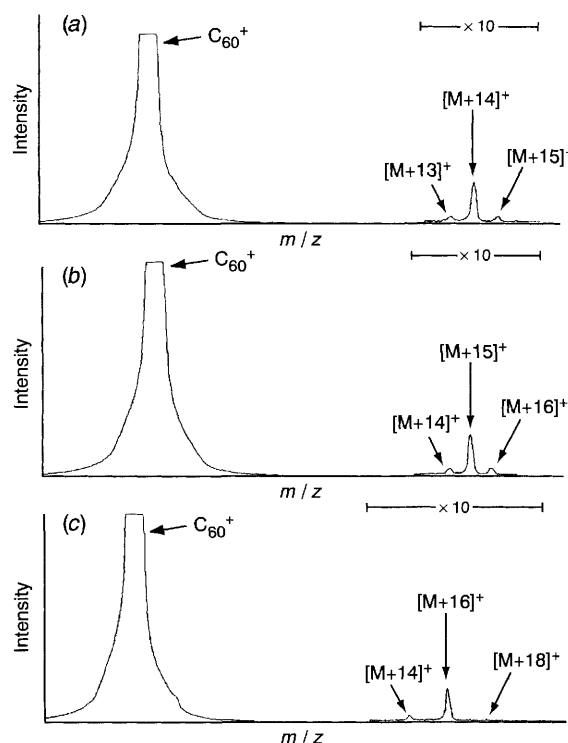 (a)
C₆₀⁺
× 10
[M+14]⁺
[M+13]⁺
[M+15]⁺
Intensity
m / z
(b)
C₆₀⁺
× 10
[M+15]⁺
[M+14]⁺
[M+16]⁺
Intensity
m / z
(c)
C₆₀⁺
× 10
[M+16]⁺
[M+14]⁺
[M+18]⁺
Intensity
m / z